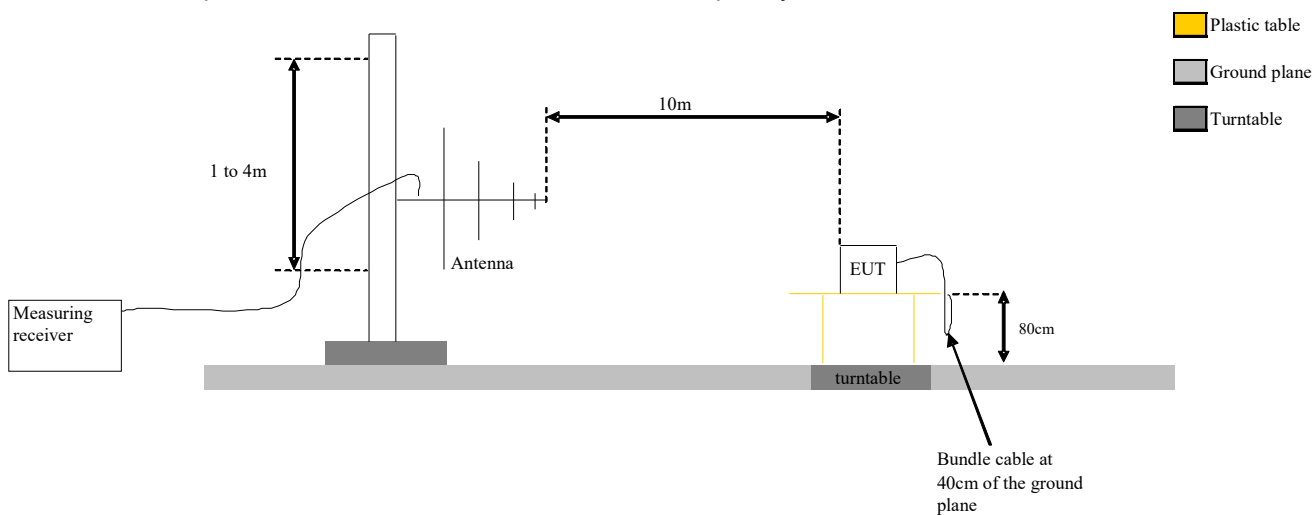 Plastic table
Ground plane
Turntable
10m
1 to 4m
Antenna
EUT
Measuring
receiver
80cm
turntable
Bundle cable at
40cm of the ground
plane